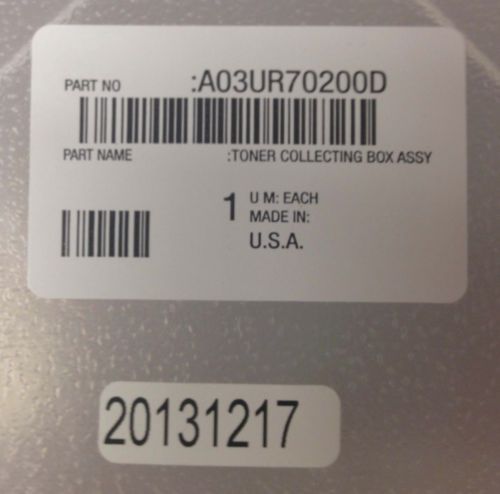 PART NO :A03UR70200D
PART NAME :TONER COLLECTING BOX ASSY
1 U M: EACH
MADE IN:
U.S.A.
20131217